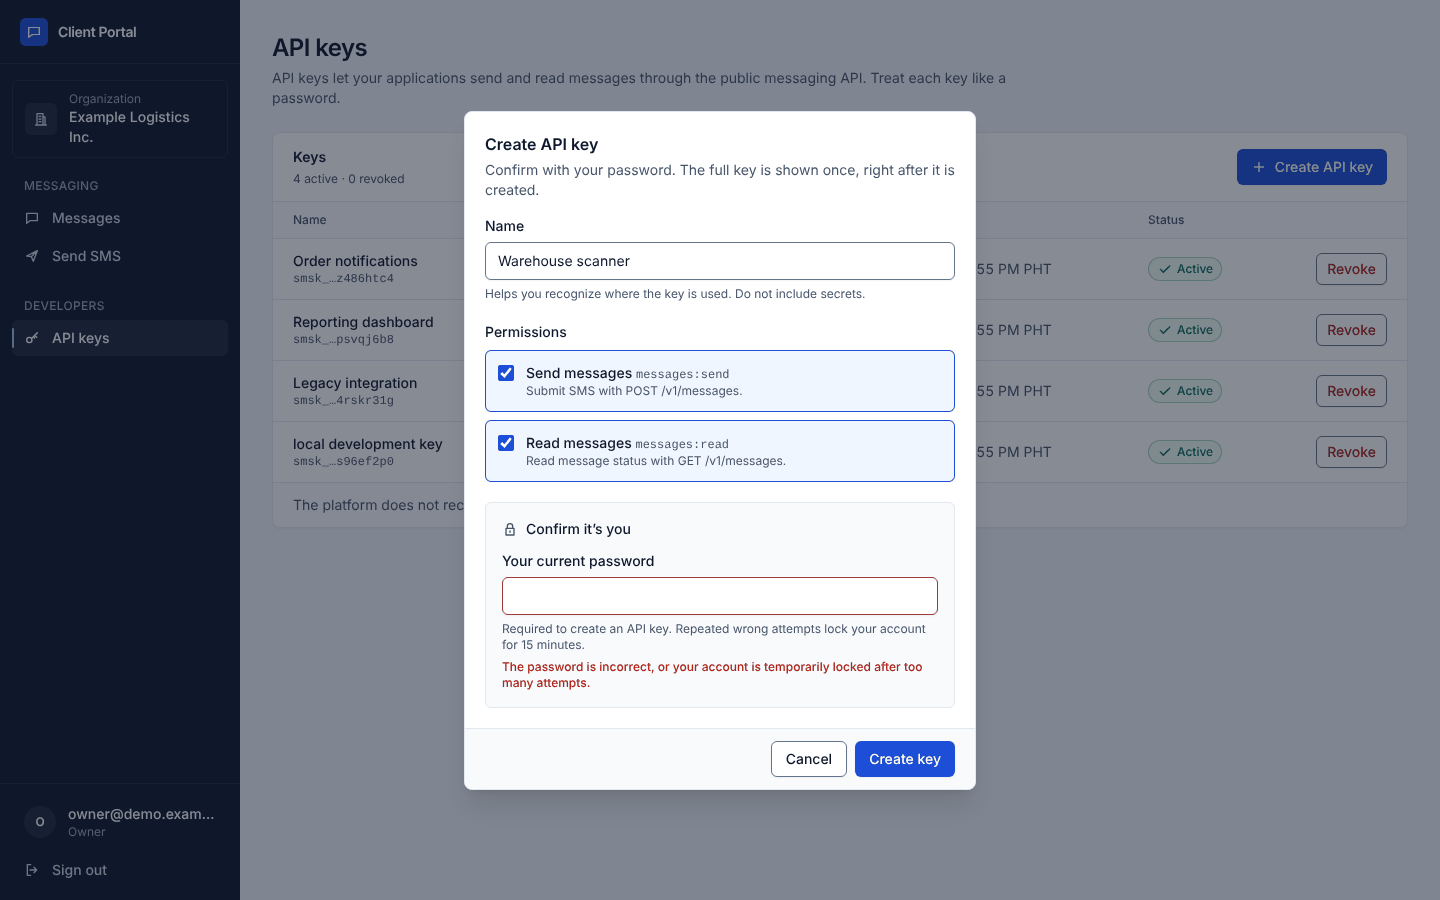 Client Portal
Organization
Example Logistics
Inc.
MESSAGING
Messages
Send SMS
DEVELOPERS
API keys
owner@demo.exam...
O
Owner
Sign out
API keys
API keys let your applications send and read messages through the public messaging API. Treat each key like a
password.
Keys
4 active · 0 revoked
Create API key
Name
Status
Order notifications
smsk_…z486htc4
55 PM PHT
Active
Revoke
Reporting dashboard
smsk_…psvqj6b8
55 PM PHT
Active
Revoke
Legacy integration
smsk_…4rskr31g
55 PM PHT
Active
Revoke
local development key
smsk_…s96ef2p0
55 PM PHT
Active
Revoke
The platform does not rec
Create API key
Confirm with your password. The full key is shown once, right after it is
created.
Name
Warehouse scanner
Helps you recognize where the key is used. Do not include secrets.
Permissions
Send messages messages:send
Submit SMS with POST /v1/messages.
Read messages messages:read
Read message status with GET /v1/messages.
Confirm it’s you
Your current password
Required to create an API key. Repeated wrong attempts lock your account
for 15 minutes.
The password is incorrect, or your account is temporarily locked after too
many attempts.
Cancel
Create key